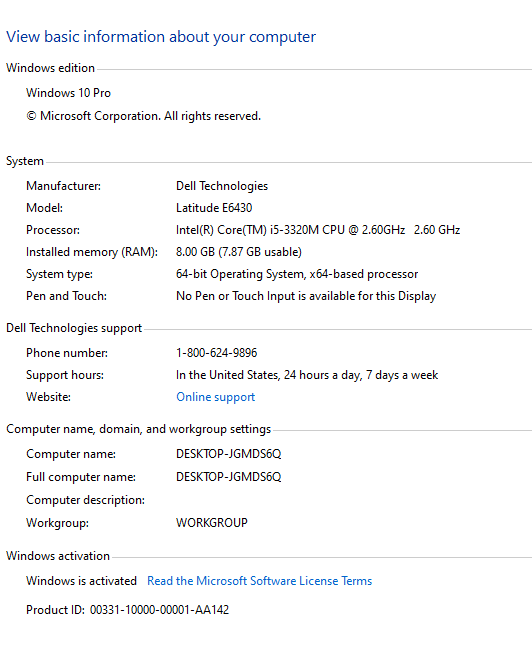 View basic information about your computer
Windows edition
Windows 10 Pro
© Microsoft Corporation. All rights reserved.
System
Manufacturer: Dell Technologies
Model: Latitude E6430
Processor: Intel(R) Core(TM) i5-3320M CPU @ 2.60GHz 2.60 GHz
Installed memory (RAM): 8.00 GB (7.87 GB usable)
System type: 64-bit Operating System, x64-based processor
Pen and Touch: No Pen or Touch Input is available for this Display
Dell Technologies support
Phone number: 1-800-624-9896
Support hours: In the United States, 24 hours a day, 7 days a week
Website: Online support
Computer name, domain, and workgroup settings
Computer name: DESKTOP-JGMDS6Q
Full computer name: DESKTOP-JGMDS6Q
Computer description:
Workgroup: WORKGROUP
Windows activation
Windows is activated Read the Microsoft Software License Terms
Product ID: 00331-10000-00001-AA142